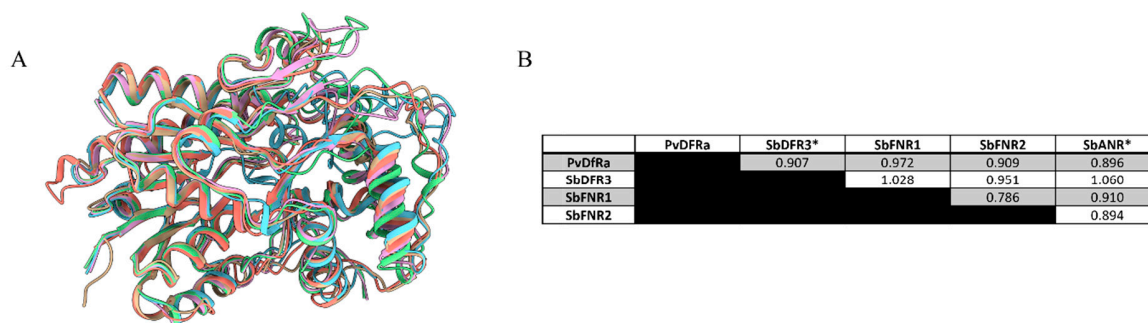 A
B
PvDFRa SbDFR3* SbFNR1 SbFNR2 SbANR*
PvDfRa 0.907 0.972 0.909 0.896
SbDFR3 1.028 0.951 1.060
SbFNR1 0.786 0.910
SbFNR2 0.894